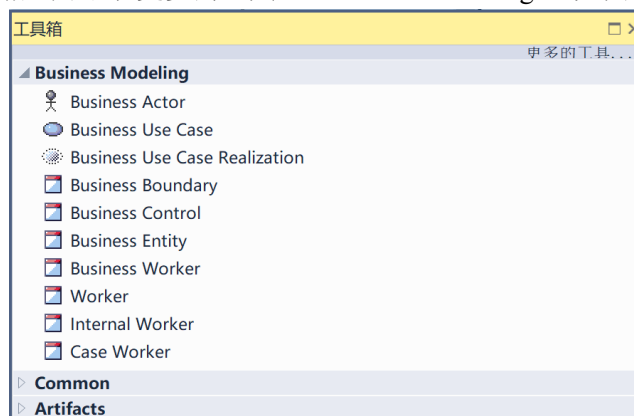 工具箱
更多的工具...
Business Modeling
Business Actor
Business Use Case
Business Use Case Realization
Business Boundary
Business Control
Business Entity
Business Worker
Worker
Internal Worker
Case Worker
Common
Artifacts